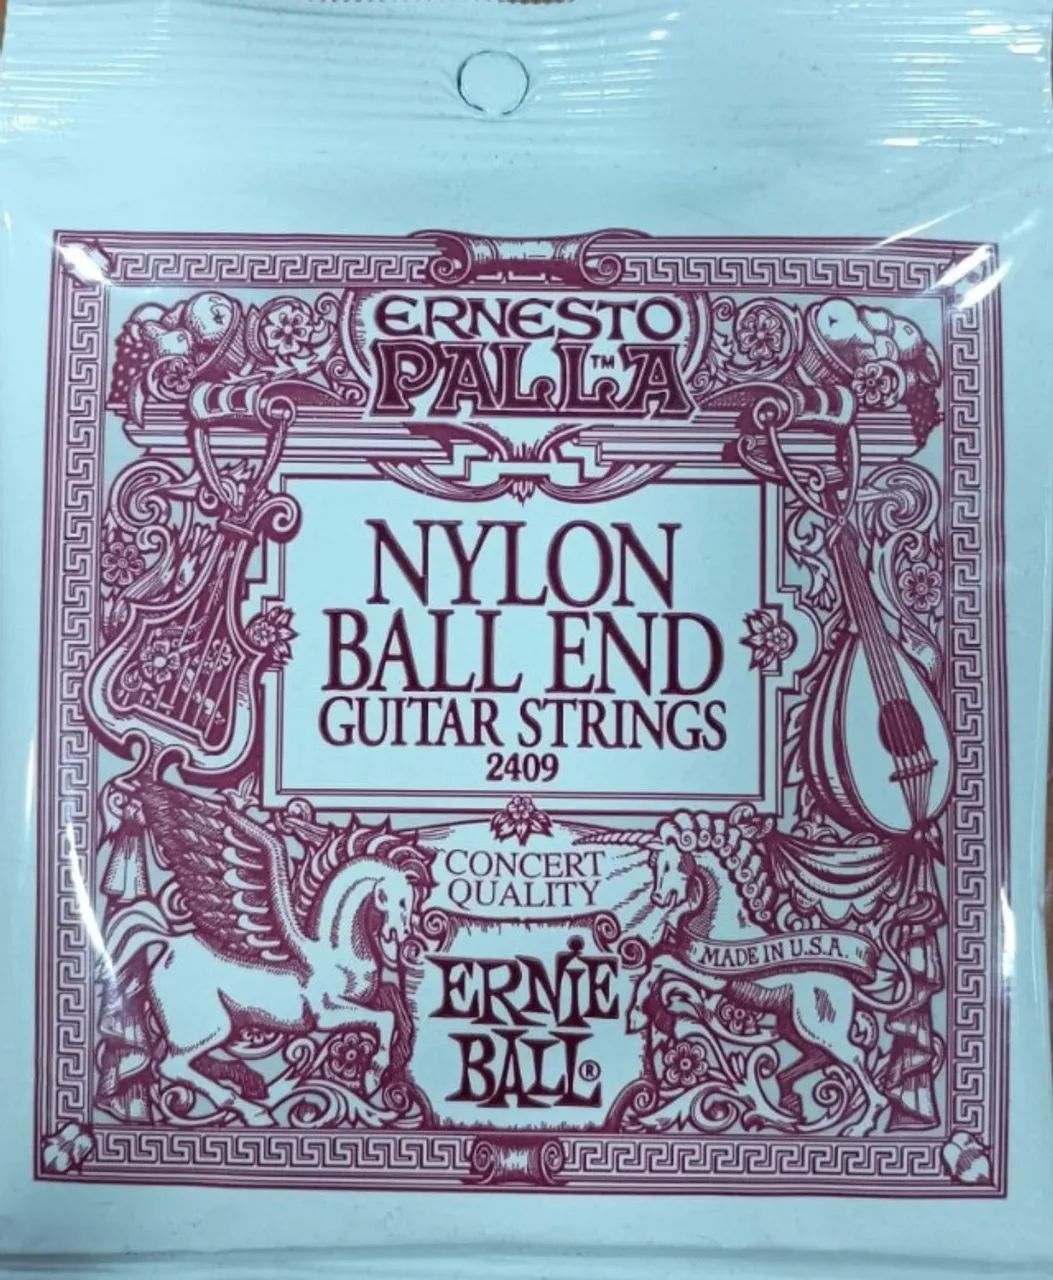 ERNESTO
PALLA™
NYLON
BALL END
GUITAR STRINGS
2409
CONCERT
QUALITY
MADE IN U.S.A.
ERNIE
BALL®